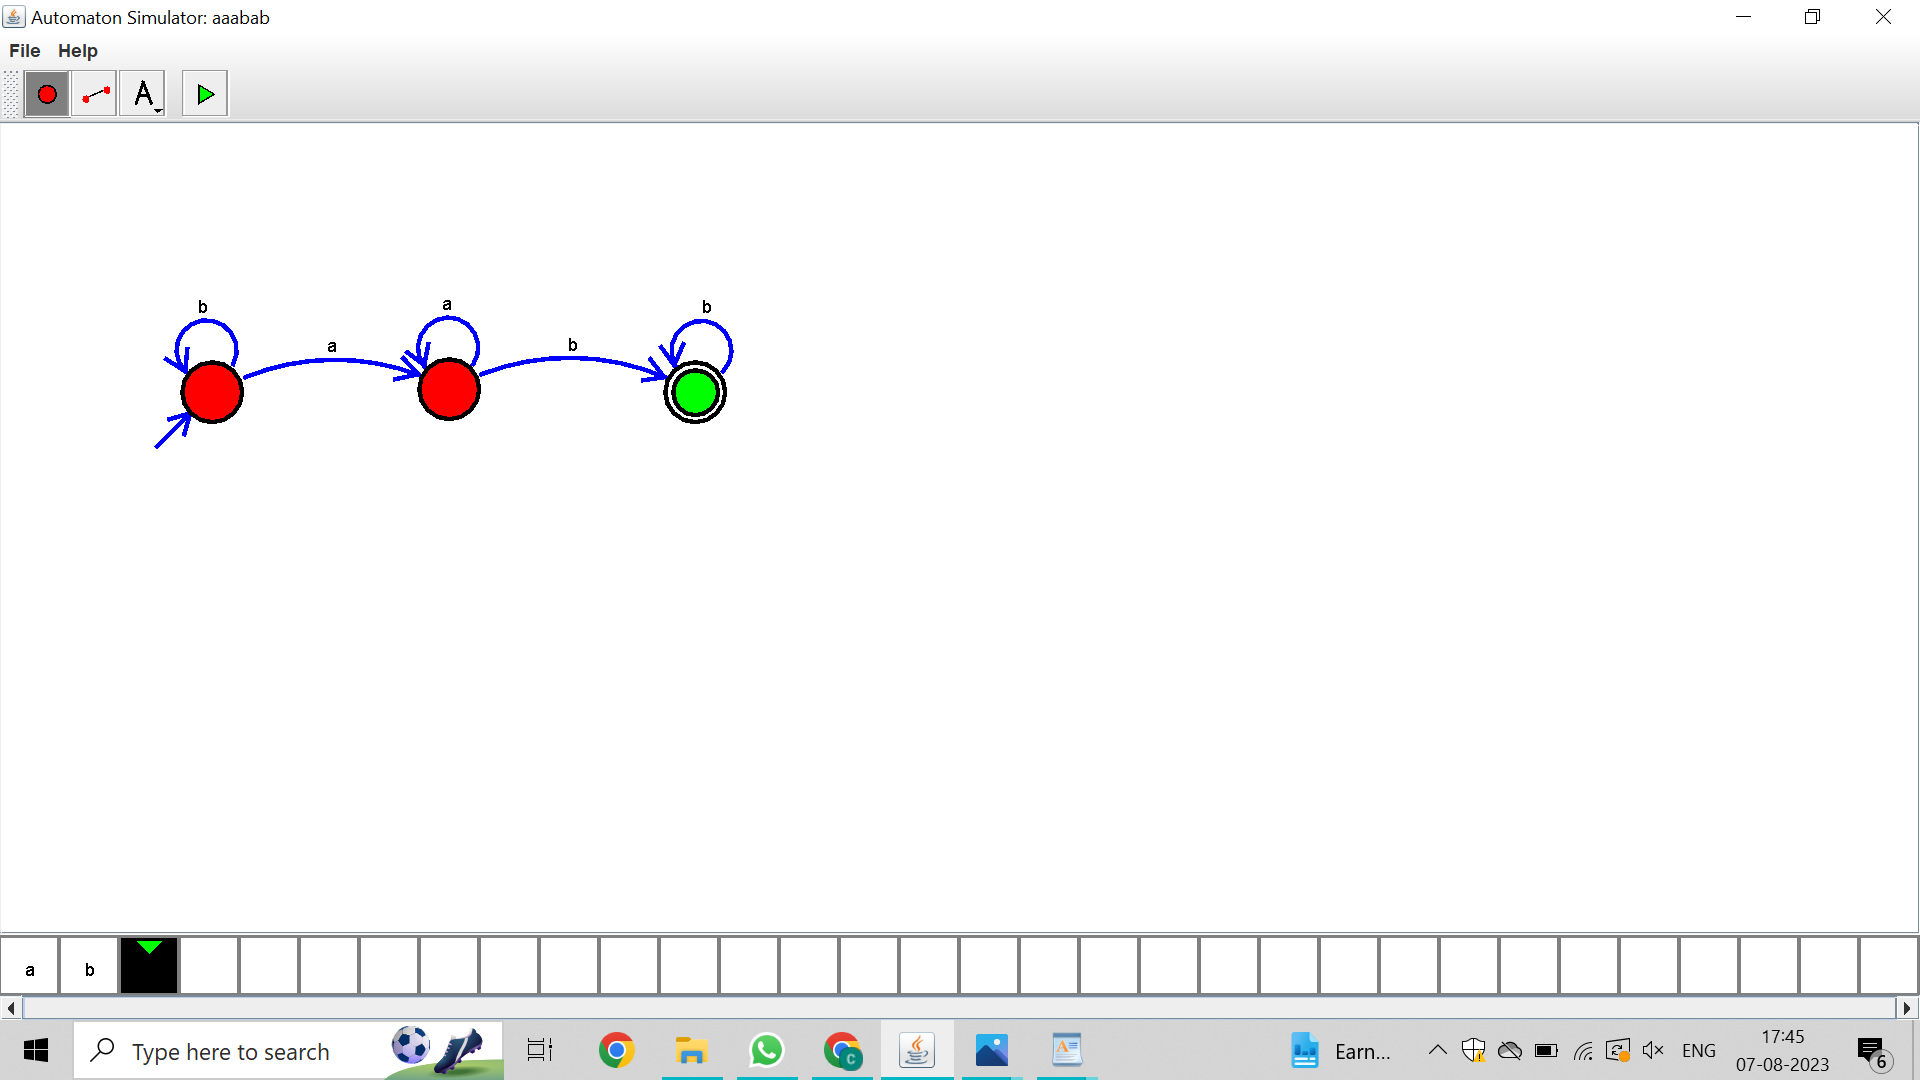 Automaton Simulator: aaabab
File Help
A
b
a
a
b
b
a b
Type here to search
C
Earn...
ENG
17:45
07-08-2023
6